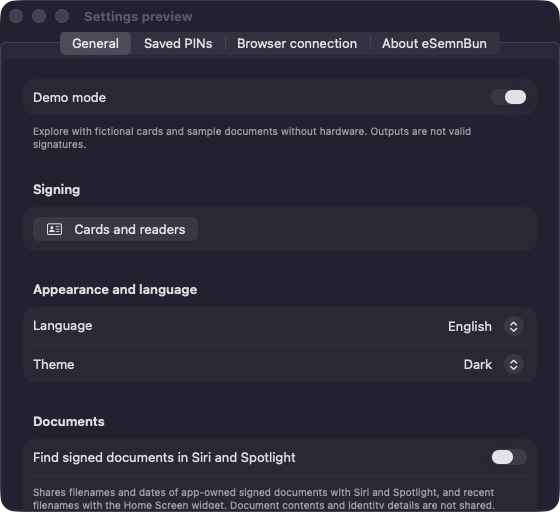 Settings preview
General
Saved PINs
Browser connection
About eSemnBun
Demo mode
Explore with fictional cards and sample documents without hardware. Outputs are not valid
signatures.
Signing
Cards and readers
Appearance and language
Language English
Theme Dark
Documents
Find signed documents in Siri and Spotlight
Shares filenames and dates of app-owned signed documents with Siri and Spotlight, and recent
filenames with the Home Screen widget. Document contents and identity details are not shared.